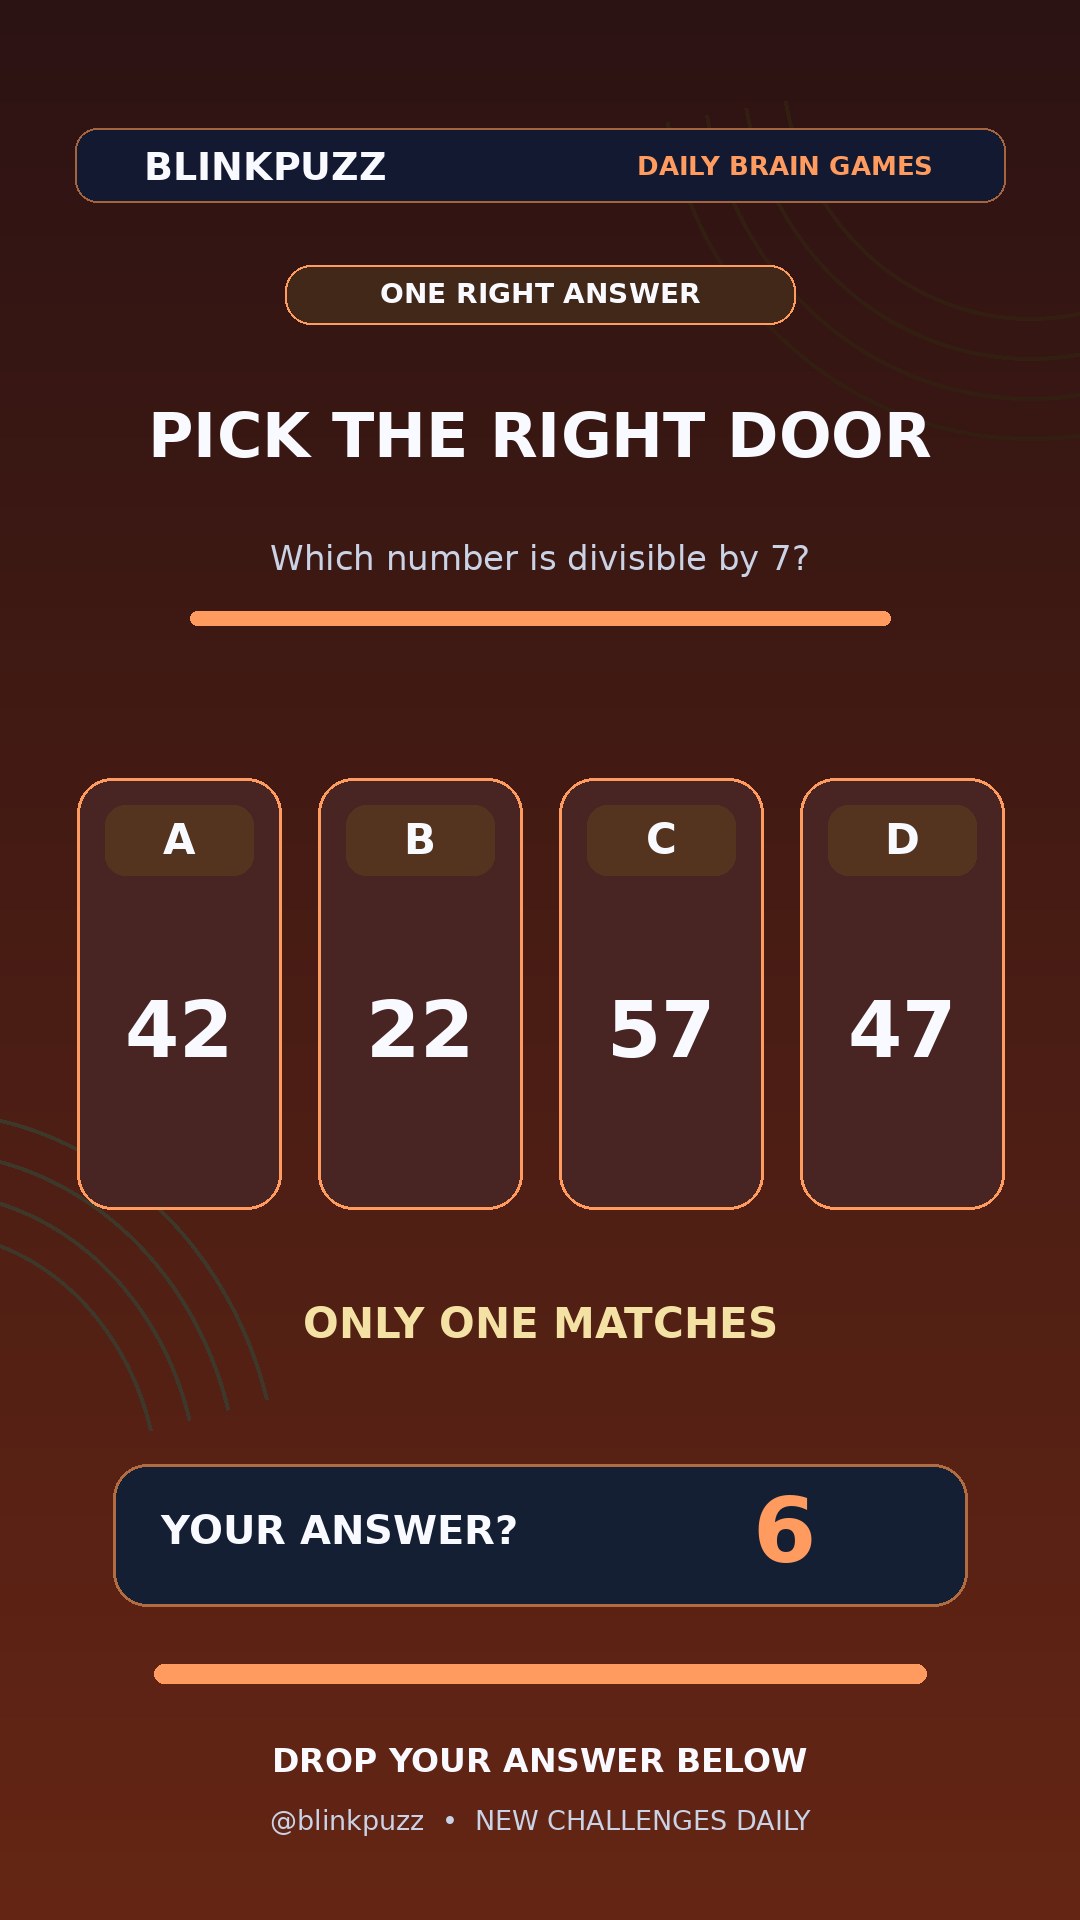 BLINKPUZZ DAILY BRAIN GAMES
ONE RIGHT ANSWER
PICK THE RIGHT DOOR
Which number is divisible by 7?
A B C D
42 22 57 47
ONLY ONE MATCHES
YOUR ANSWER? 6
DROP YOUR ANSWER BELOW
@blinkpuzz • NEW CHALLENGES DAILY